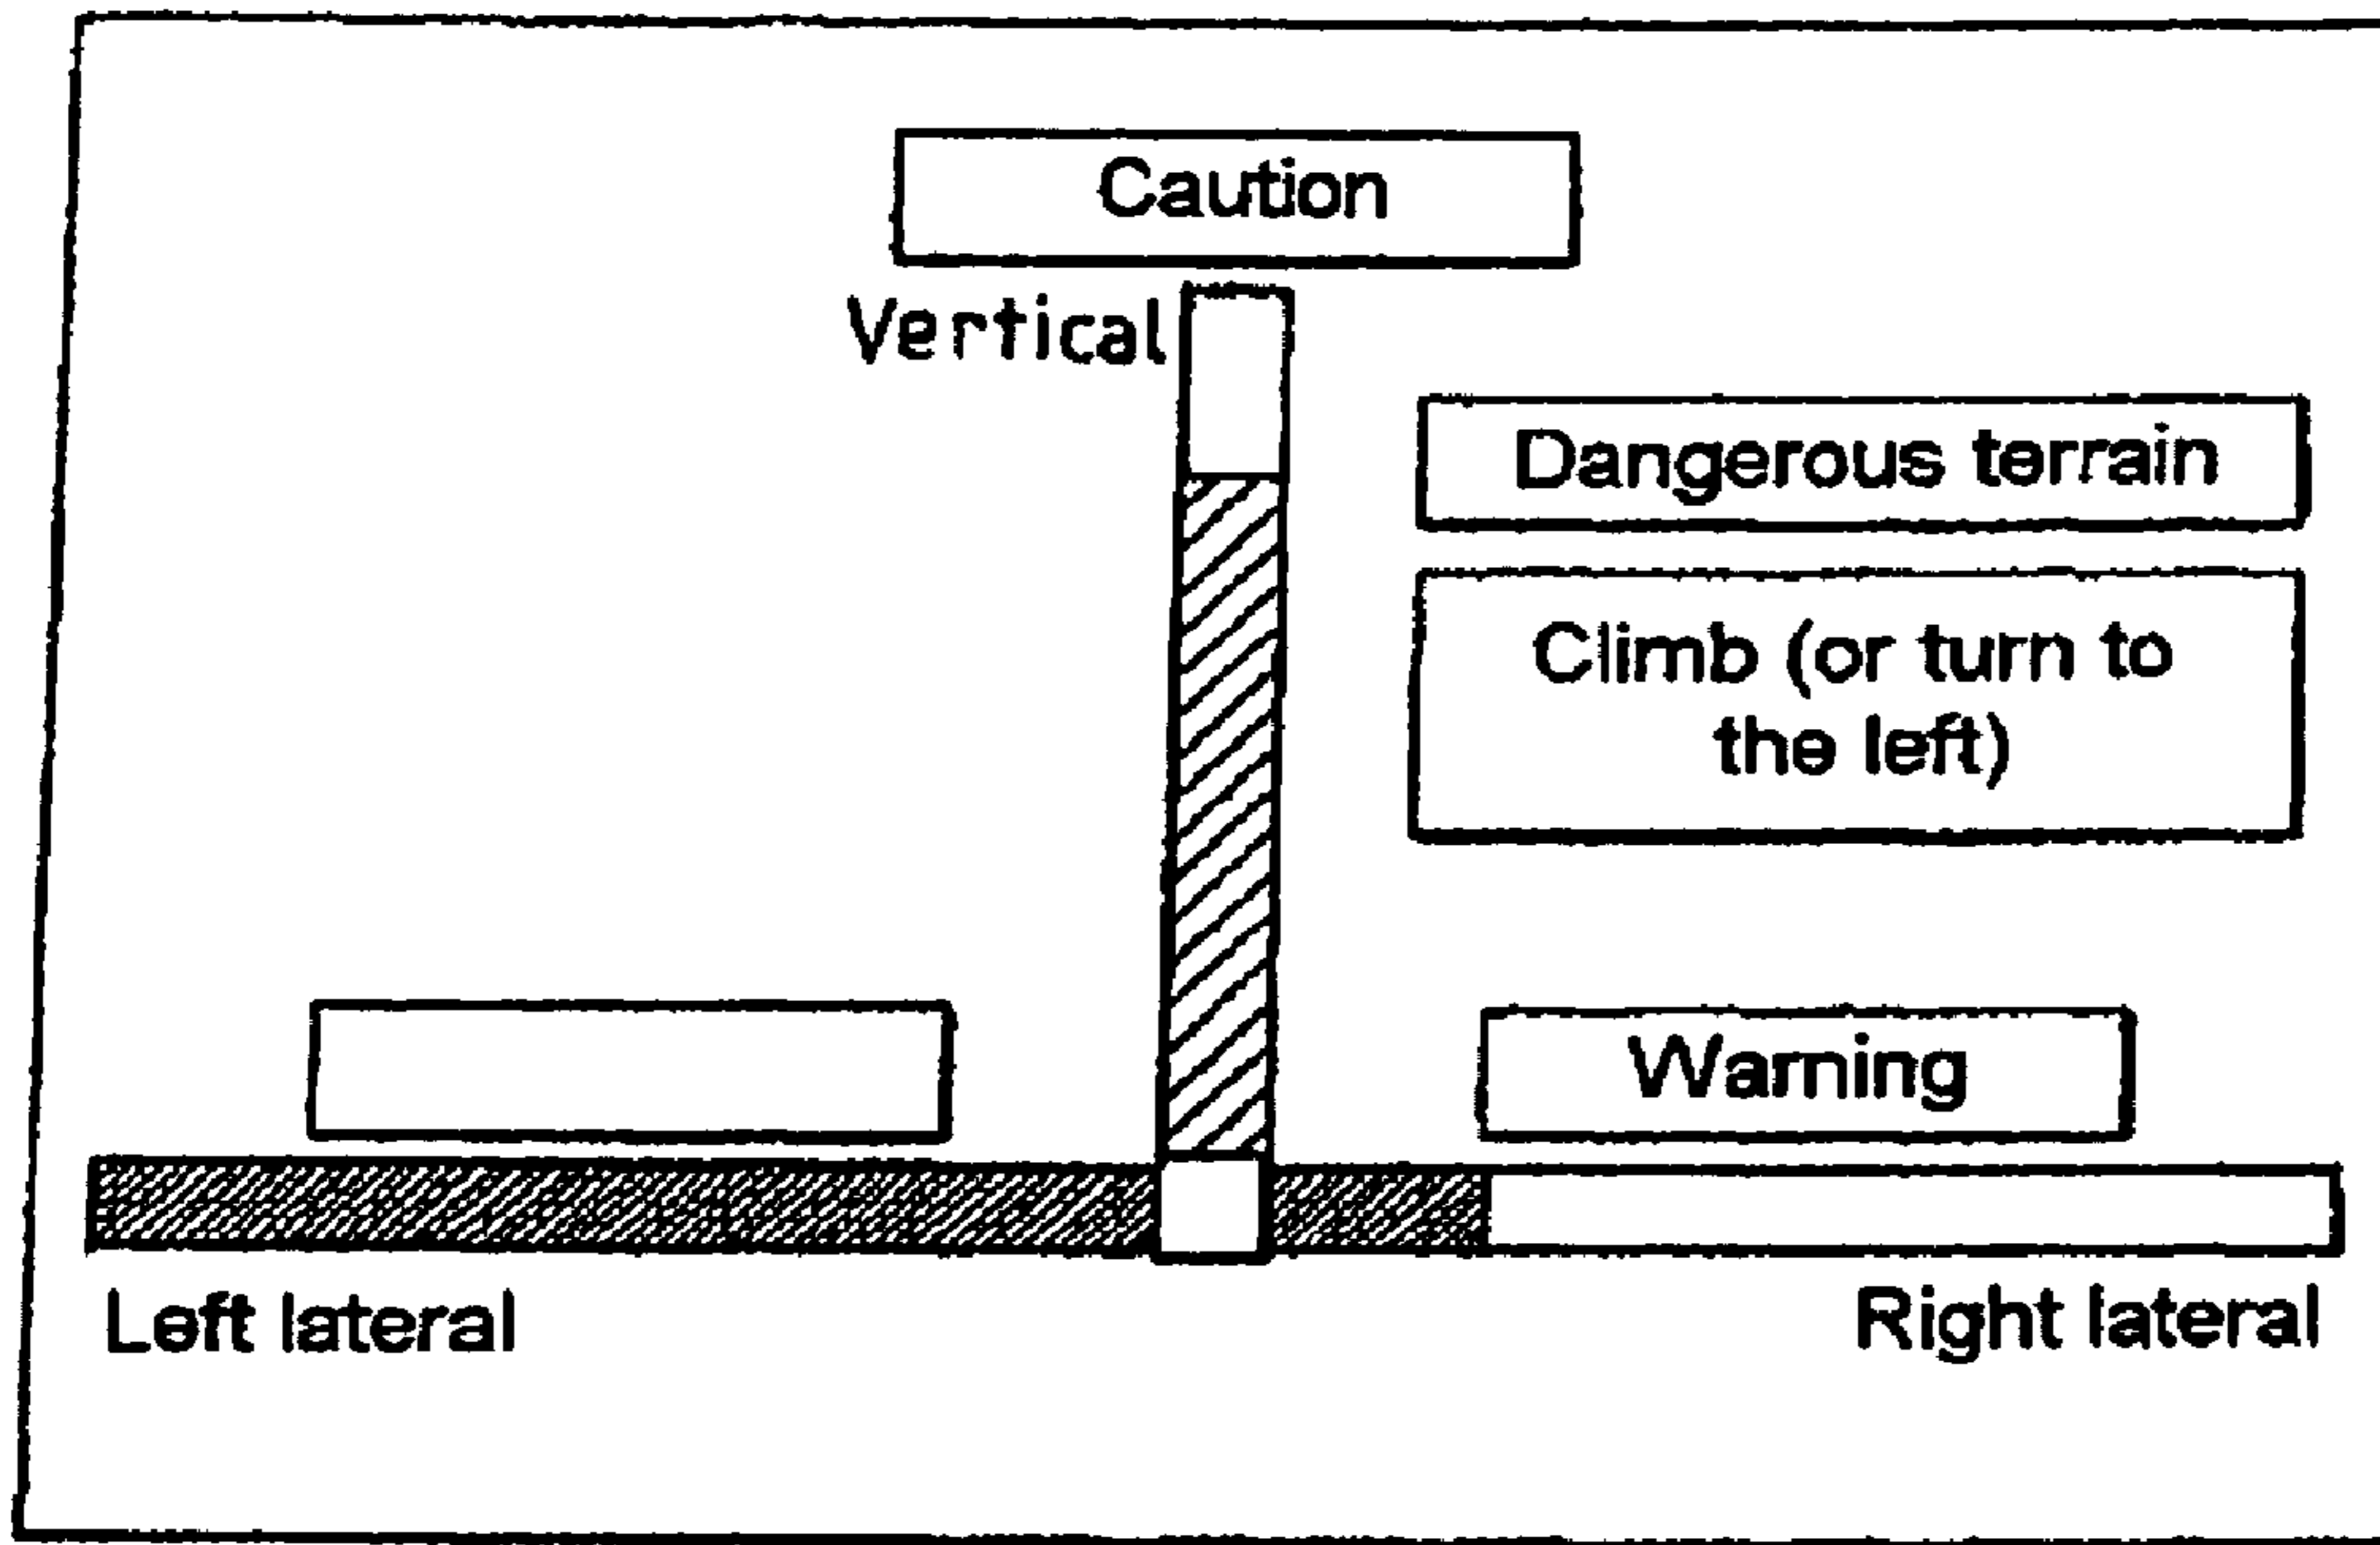 Caution
Vertical
Dangerous terrain
Climb (or turn to
the left)
Warning
Left lateral
Right lateral